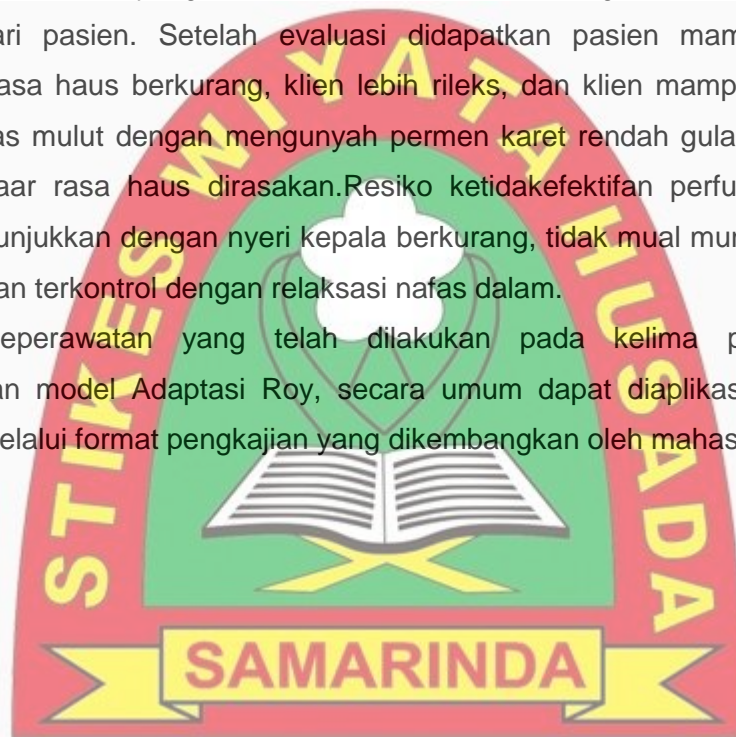 ari pasien. Setelah evaluasi didapatkan pasien mam
asa haus berkurang, klien lebih rileks, dan klien mamp
as mulut dengan mengunyah permen karet rendah gula
aar rasa haus dirasakan.Resiko ketidakefektifan perfu
unjukkan dengan nyeri kepala berkurang, tidak mual mun
an terkontrol dengan relaksasi nafas dalam.
eperawatan yang telah dilakukan pada kelima p
an model Adaptasi Roy, secara umum dapat diaplikas
elalui format pengkajian yang dikembangkan oleh mahas
STIKES WIYATA HUSADA
SAMARINDA